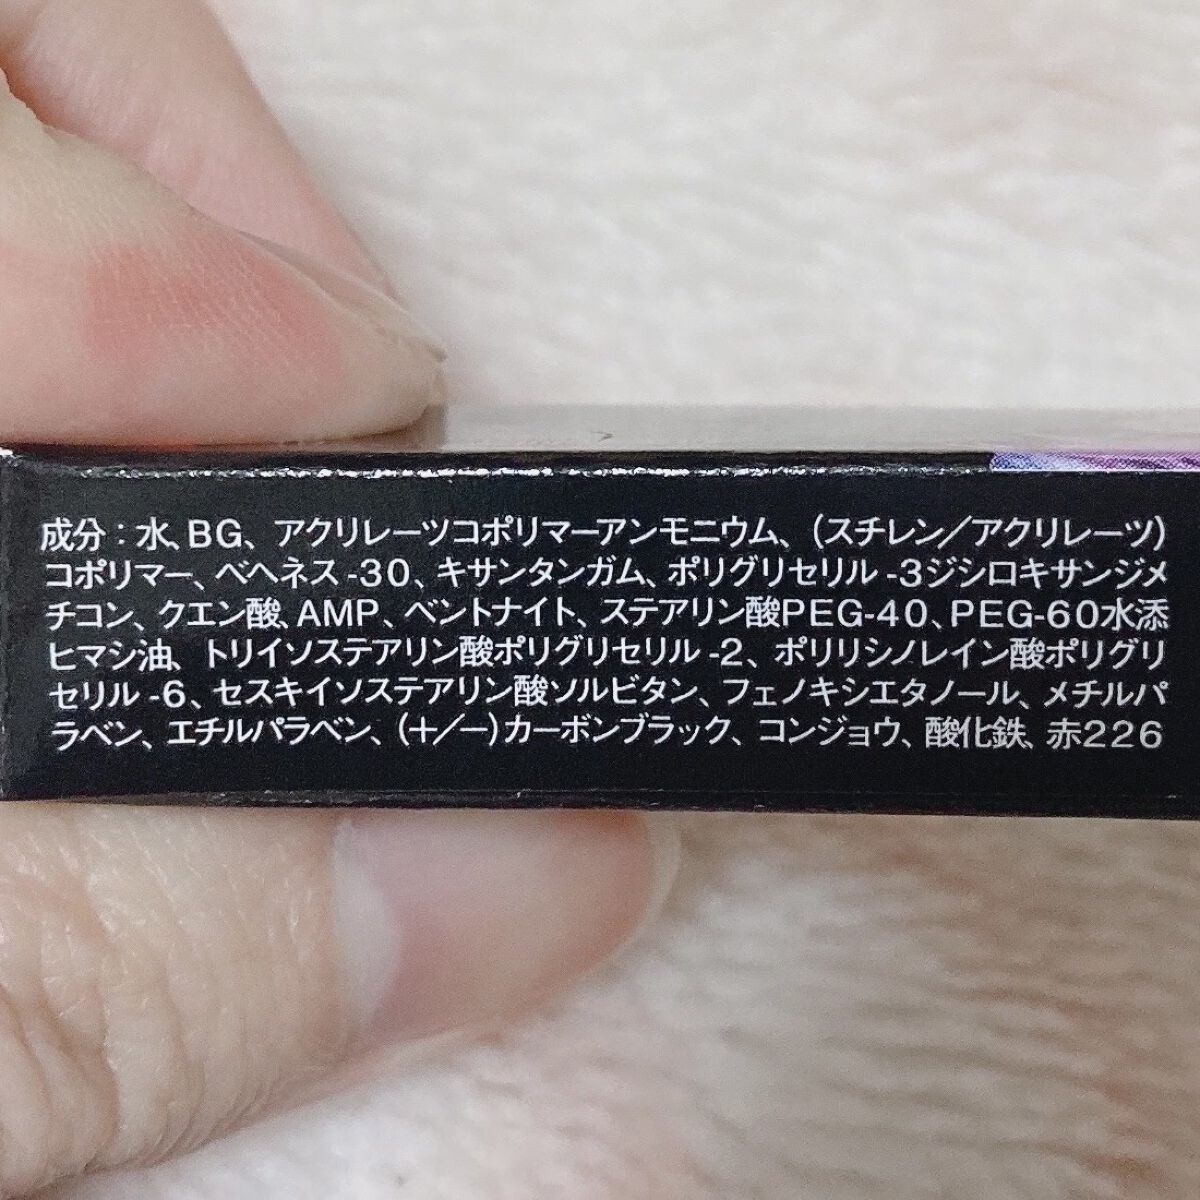 成分：水、BG、アクリレーツコポリマーアンモニウム、(スチレン/アクリレーツ)
コポリマー、ベヘネス-30、キサンタンガム、ポリグリセリル-3ジシロキサンジメ
チコン、クエン酸、AMP、ベントナイト、ステアリン酸PEG-40、PEG-60水添
ヒマシ油、トリイソステアリン酸ポリグリセリル-2、ポリリシノレイン酸ポリグリ
セリル-6、セスキイソステアリン酸ソルビタン、フェノキシエタノール、メチルパ
ラベン、エチルパラベン、(+/−)カーボンブラック、コンジョウ、酸化鉄、赤226